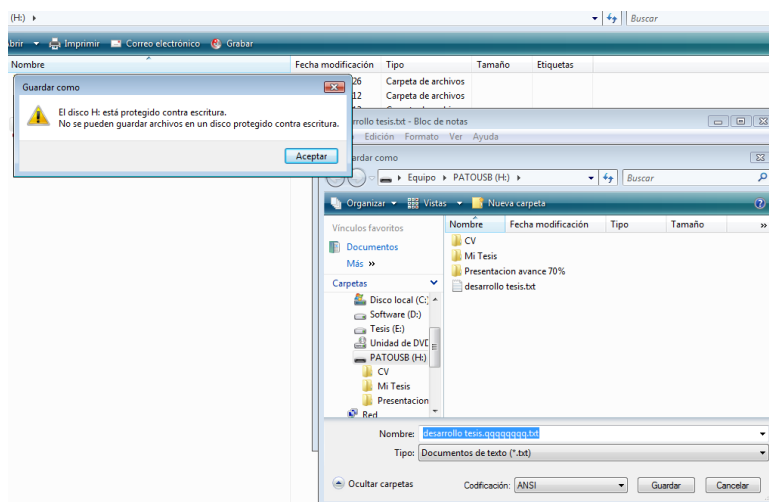 (H:)
Buscar
Imprimir Correo electrónico Grabar
Nombre Fecha modificación Tipo Tamaño Etiquetas
26 Carpeta de archivos
12 Carpeta de archivos
Guardar como
El disco H: está protegido contra escritura.
No se pueden guardar archivos en un disco protegido contra escritura.
Aceptar
rrollo tesis.txt - Bloc de notas
Edición Formato Ver Ayuda
ardar como
Equipo PATOUSB (H:)
Buscar
Organizar Vistas Nueva carpeta
Vínculos favoritos
Documentos
Más »
Carpetas
Disco local (C:)
Software (D:)
Tesis (E:)
Unidad de DVD
PATOUSB (H:)
CV
Mi Tesis
Presentacion
Red
Nombre Fecha modificación Tipo Tamaño »
CV
Mi Tesis
Presentacion avance 70%
desarrollo tesis.txt
Nombre: desarrollo tesis.qqqqqqqq.txt
Tipo: Documentos de texto (*.txt)
Ocultar carpetas Codificación: ANSI Guardar Cancelar